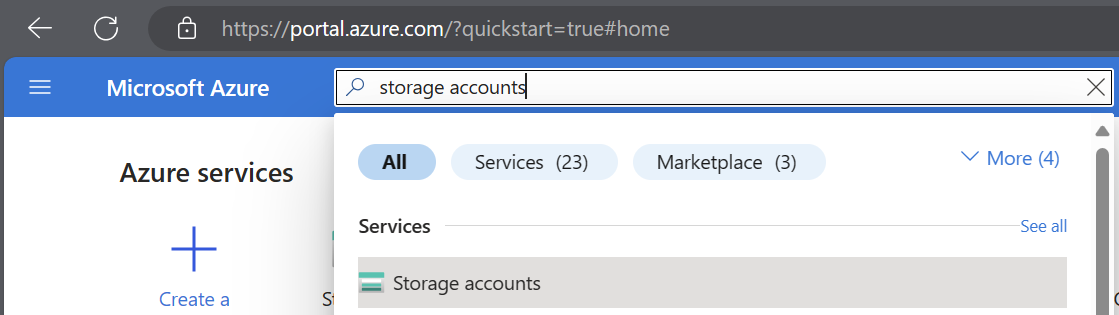 https://portal.azure.com/?quickstart=true#home
Microsoft Azure
storage accounts
All
Services (23)
Marketplace (3)
More (4)
Azure services
Services
See all
Storage accounts
Create a